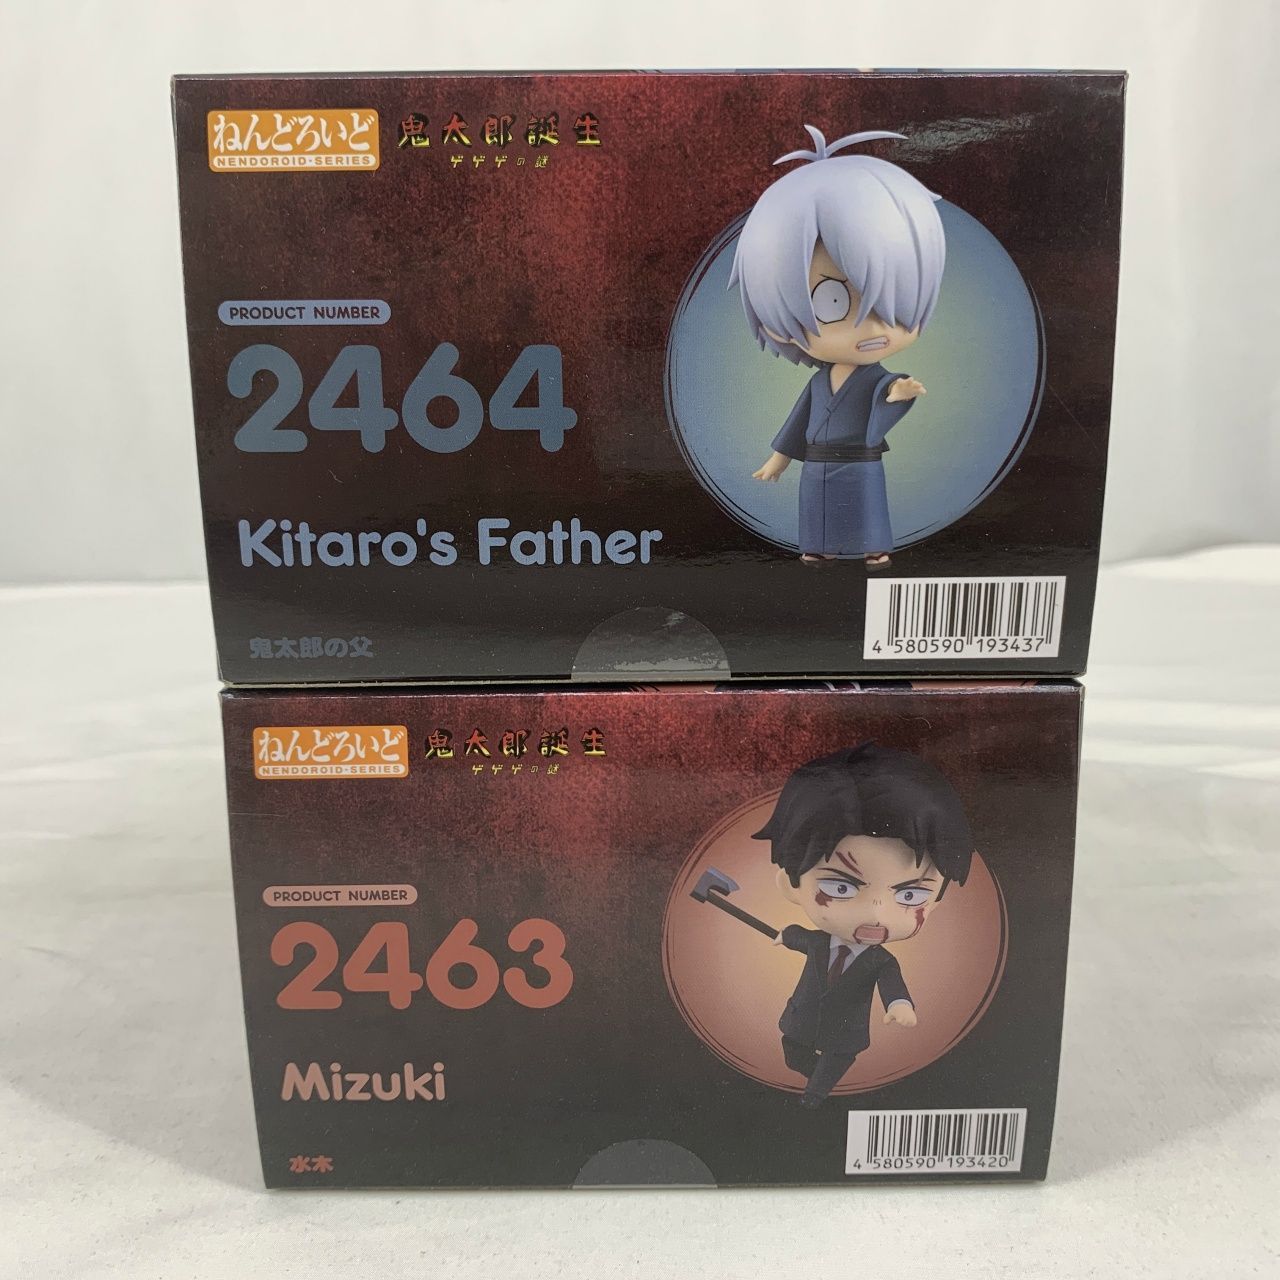 ねんどろいど
NENDOROID-SERIES
鬼太郎誕生
ゲゲゲの謎
PRODUCT NUMBER
2464
Kitaro's Father
鬼太郎の父
4 580590 193437
ねんどろいど
NENDOROID-SERIES
鬼太郎誕生
ゲゲゲの謎
PRODUCT NUMBER
2463
Mizuki
水木
4 580590 193420